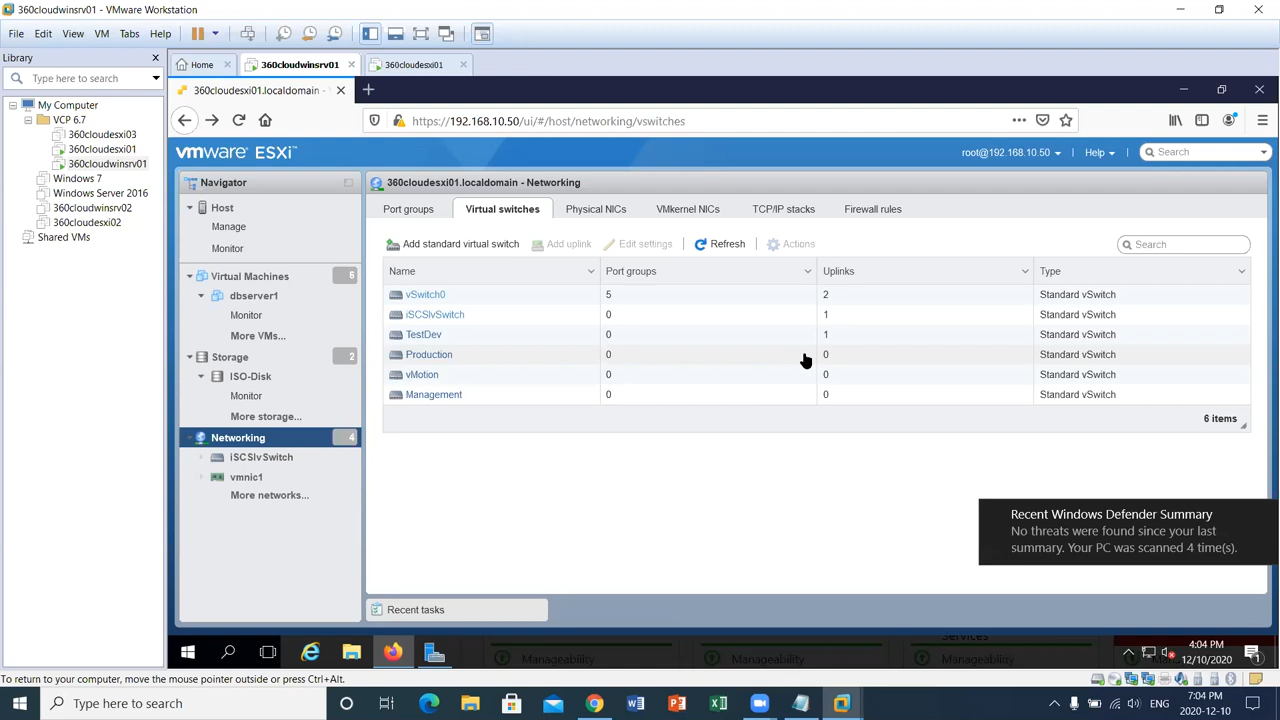 360cloudwinsrv01 - VMware Workstation
File Edit View VM Tabs Help
Library
Type here to search
My Computer
VCP 6.7
360cloudesxi03
360cloudesxi01
360cloudwinsrv01
Windows 7
Windows Server 2016
360cloudwinsrv02
360cloudesxi02
Shared VMs
Home 360cloudwinsrv01 360cloudesxi01
360cloudesxi01.localdomain -
https://192.168.10.50/ui/#/host/networking/vswitches
vmware ESXi
root@192.168.10.50 Help Search
Navigator
Host
Manage
Monitor
Virtual Machines 6
dbserver1
Monitor
More VMs...
Storage 2
ISO-Disk
Monitor
More storage...
Networking 4
iSCSIvSwitch
vmnic1
More networks...
360cloudesxi01.localdomain - Networking
Port groups Virtual switches Physical NICs VMkernel NICs TCP/IP stacks Firewall rules
Add standard virtual switch Add uplink Edit settings Refresh Actions Search
Name Port groups Uplinks Type
vSwitch0 5 2 Standard vSwitch
iSCSIvSwitch 0 1 Standard vSwitch
TestDev 0 1 Standard vSwitch
Production 0 0 Standard vSwitch
vMotion 0 0 Standard vSwitch
Management 0 0 Standard vSwitch
6 items
Recent Windows Defender Summary
No threats were found since your last
summary. Your PC was scanned 4 time(s).
Recent tasks
Services
Manageability Manageability Manageability
4:04 PM
12/10/2020
1
To return to your computer, move the mouse pointer outside or press Ctrl+Alt.
Type here to search
ENG
7:04 PM
2020-12-10